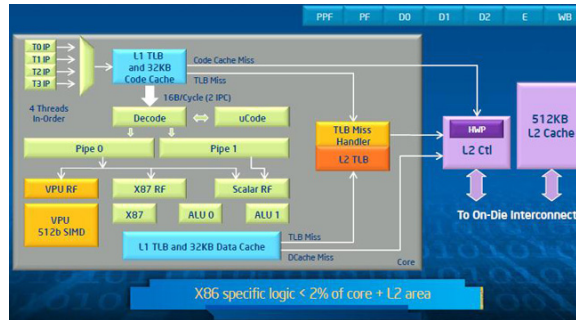 PPF PF D0 D1 D2 E WB
T0 IP
T1 IP
T2 IP
T3 IP
4 Threads
In-Order
L1 TLB
and 32KB
Code Cache
Code Cache Miss
TLB Miss
16B/Cycle (2 IPC)
Decode
uCode
Pipe 0
Pipe 1
TLB Miss
Handler
L2 TLB
HWP
L2 Ctl
512KB
L2 Cache
VPU RF
X87 RF
Scalar RF
VPU
512b SIMD
X87
ALU 0
ALU 1
To On-Die Interconnect
L1 TLB and 32KB Data Cache
TLB Miss
DCache Miss
Core
X86 specific logic < 2% of core + L2 area